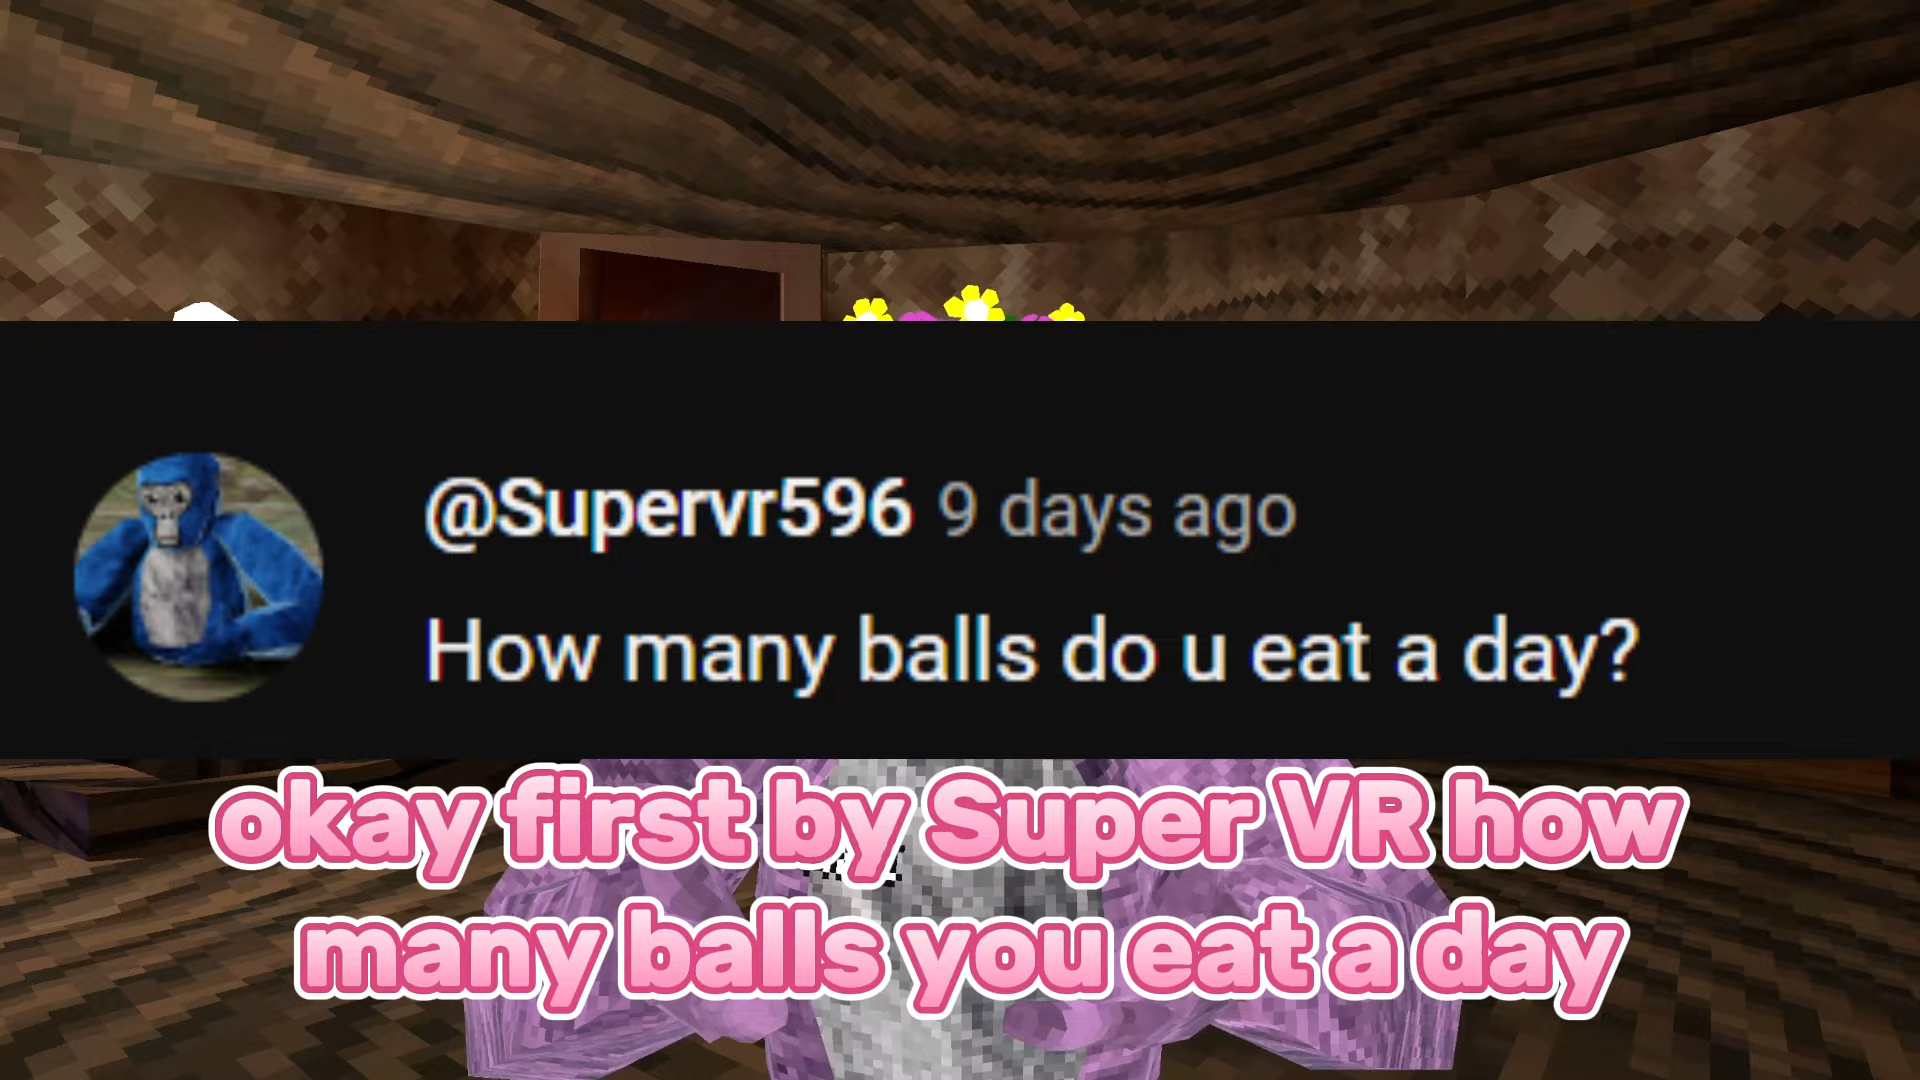 @Supervr596 9 days ago
How many balls do u eat a day?
okay first by Super VR how
many balls you eat a day